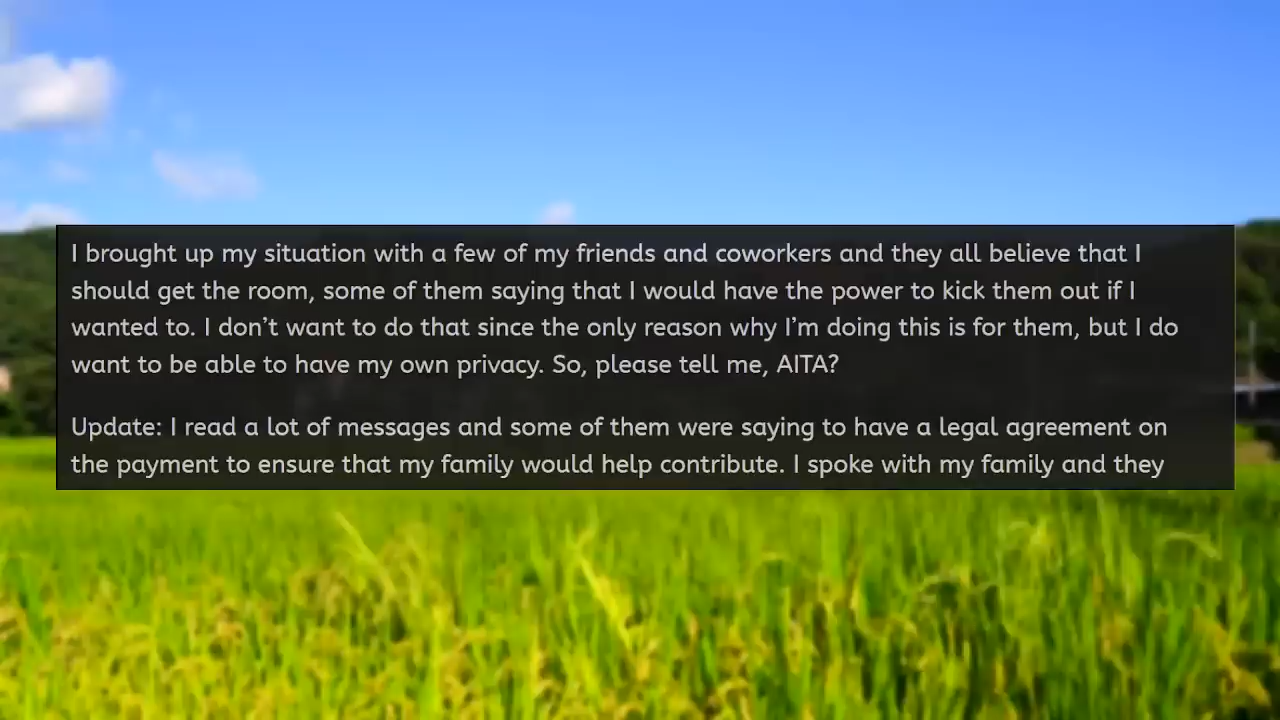 I brought up my situation with a few of my friends and coworkers and they all believe that I
should get the room, some of them saying that I would have the power to kick them out if I
wanted to. I don’t want to do that since the only reason why I’m doing this is for them, but I do
want to be able to have my own privacy. So, please tell me, AITA?
Update: I read a lot of messages and some of them were saying to have a legal agreement on
the payment to ensure that my family would help contribute. I spoke with my family and they